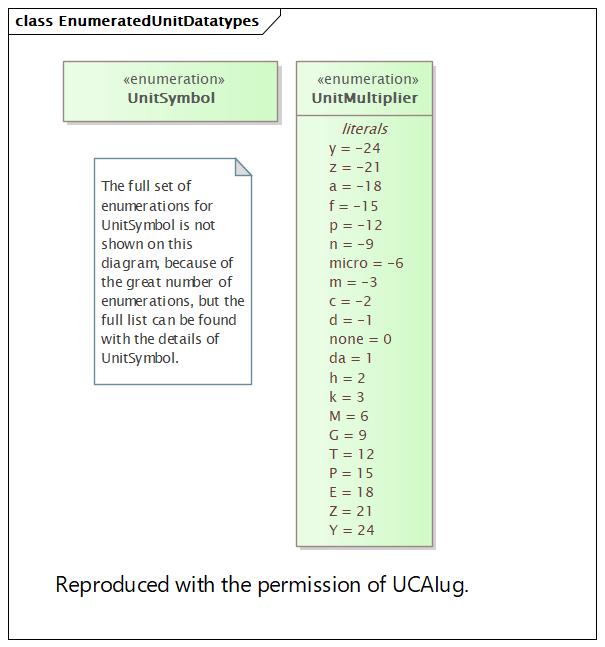 class EnumeratedUnitDatatypes
«enumeration»
UnitSymbol
The full set of
enumerations for
UnitSymbol is not
shown on this
diagram, because of
the great number of
enumerations, but the
full list can be found
with the details of
UnitSymbol.
«enumeration»
UnitMultiplier
literals
y = -24
z = -21
a = -18
f = -15
p = -12
n = -9
micro = -6
m = -3
c = -2
d = -1
none = 0
da = 1
h = 2
k = 3
M = 6
G = 9
T = 12
P = 15
E = 18
Z = 21
Y = 24
Reproduced with the permission of UCAIug.